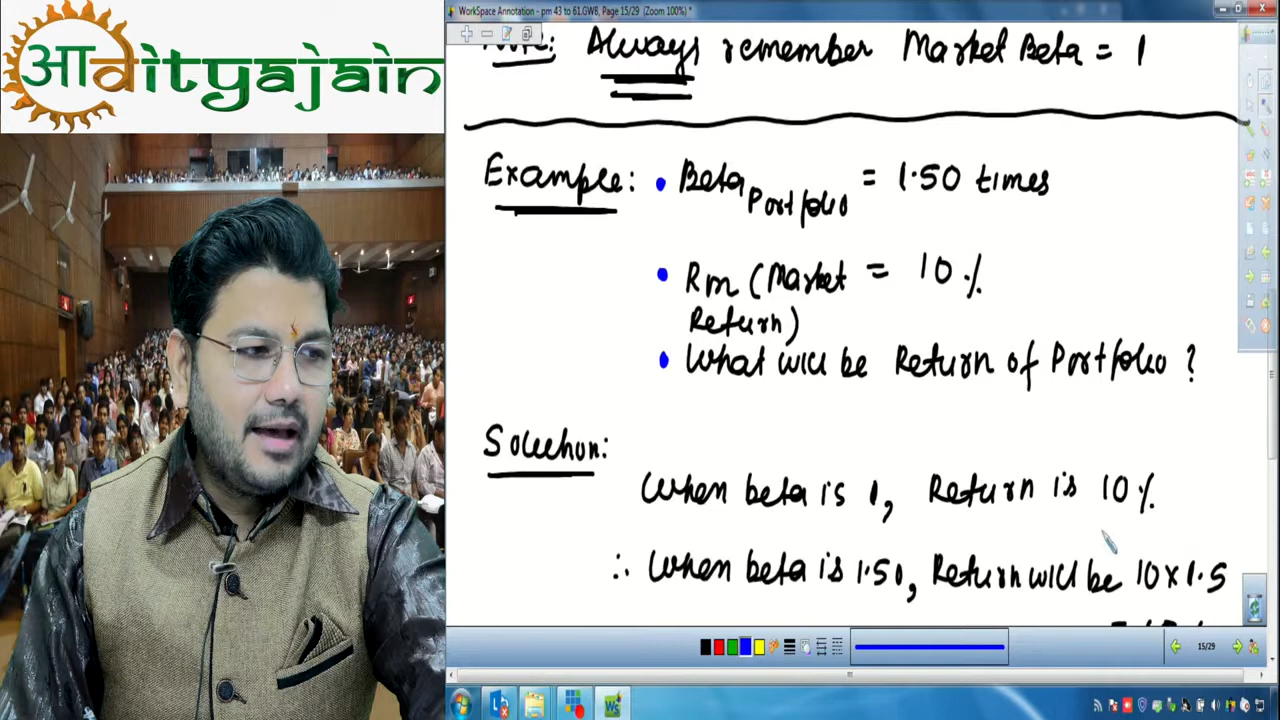 WorkSpace Annotation - pm 43 to 61.GWB, Page 15/29 (Zoom 100%) *
आdityajain
Note: Always remember Market Beta = 1
Example: • Beta Portfolio = 1.50 times
• Rm (Market = 10 %
Return)
• What will be Return of Portfolio ?
Solution:
When beta is 1, Return is 10%
∴ When beta is 1.50, Return will be 10 x 1.5
15/29